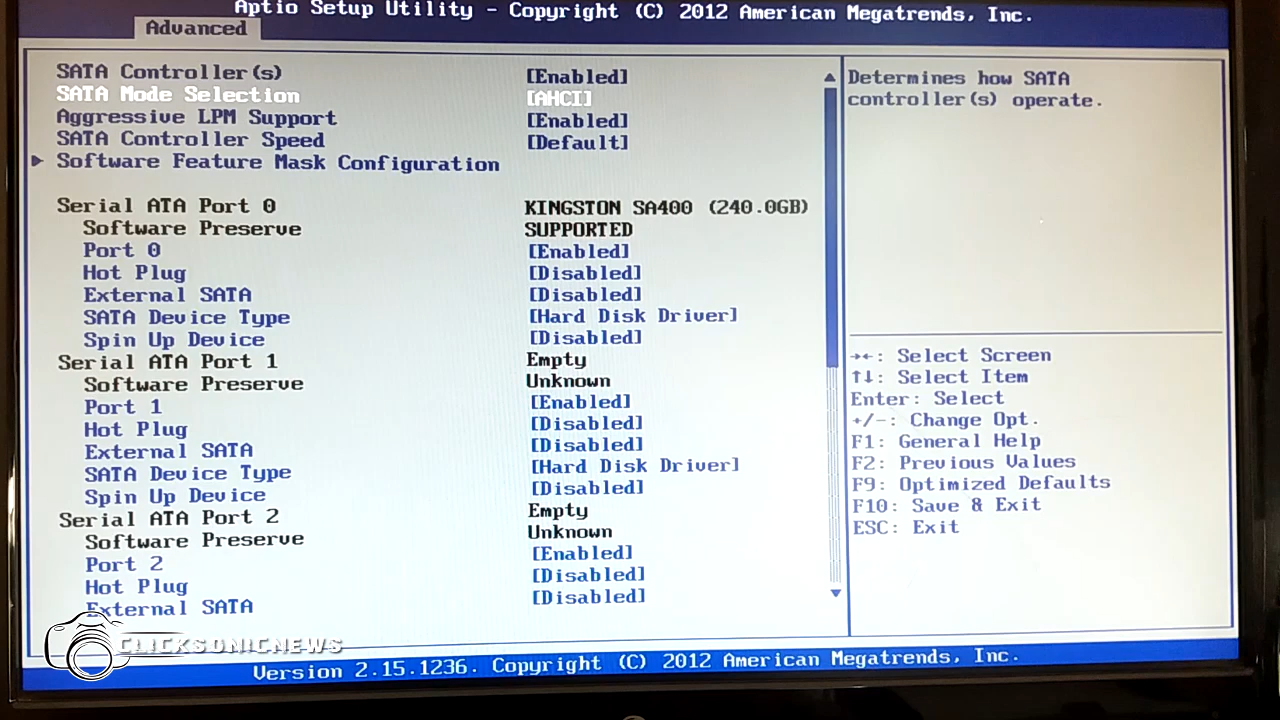 Aptio Setup Utility - Copyright (C) 2012 American Megatrends, Inc.
Advanced
SATA Controller(s) [Enabled]
SATA Mode Selection [AHCI]
Aggressive LPM Support [Enabled]
SATA Controller Speed [Default]
Software Feature Mask Configuration
Serial ATA Port 0 KINGSTON SA400 (240.0GB)
Software Preserve SUPPORTED
Port 0 [Enabled]
Hot Plug [Disabled]
External SATA [Disabled]
SATA Device Type [Hard Disk Driver]
Spin Up Device [Disabled]
Serial ATA Port 1 Empty
Software Preserve Unknown
Port 1 [Enabled]
Hot Plug [Disabled]
External SATA [Disabled]
SATA Device Type [Hard Disk Driver]
Spin Up Device [Disabled]
Serial ATA Port 2 Empty
Software Preserve Unknown
Port 2 [Enabled]
Hot Plug [Disabled]
External SATA [Disabled]
Determines how SATA
controller(s) operate.
→←: Select Screen
↑↓: Select Item
Enter: Select
+/-: Change Opt.
F1: General Help
F2: Previous Values
F9: Optimized Defaults
F10: Save & Exit
ESC: Exit
CLICKSONICNEWS
Version 2.15.1236. Copyright (C) 2012 American Megatrends, Inc.